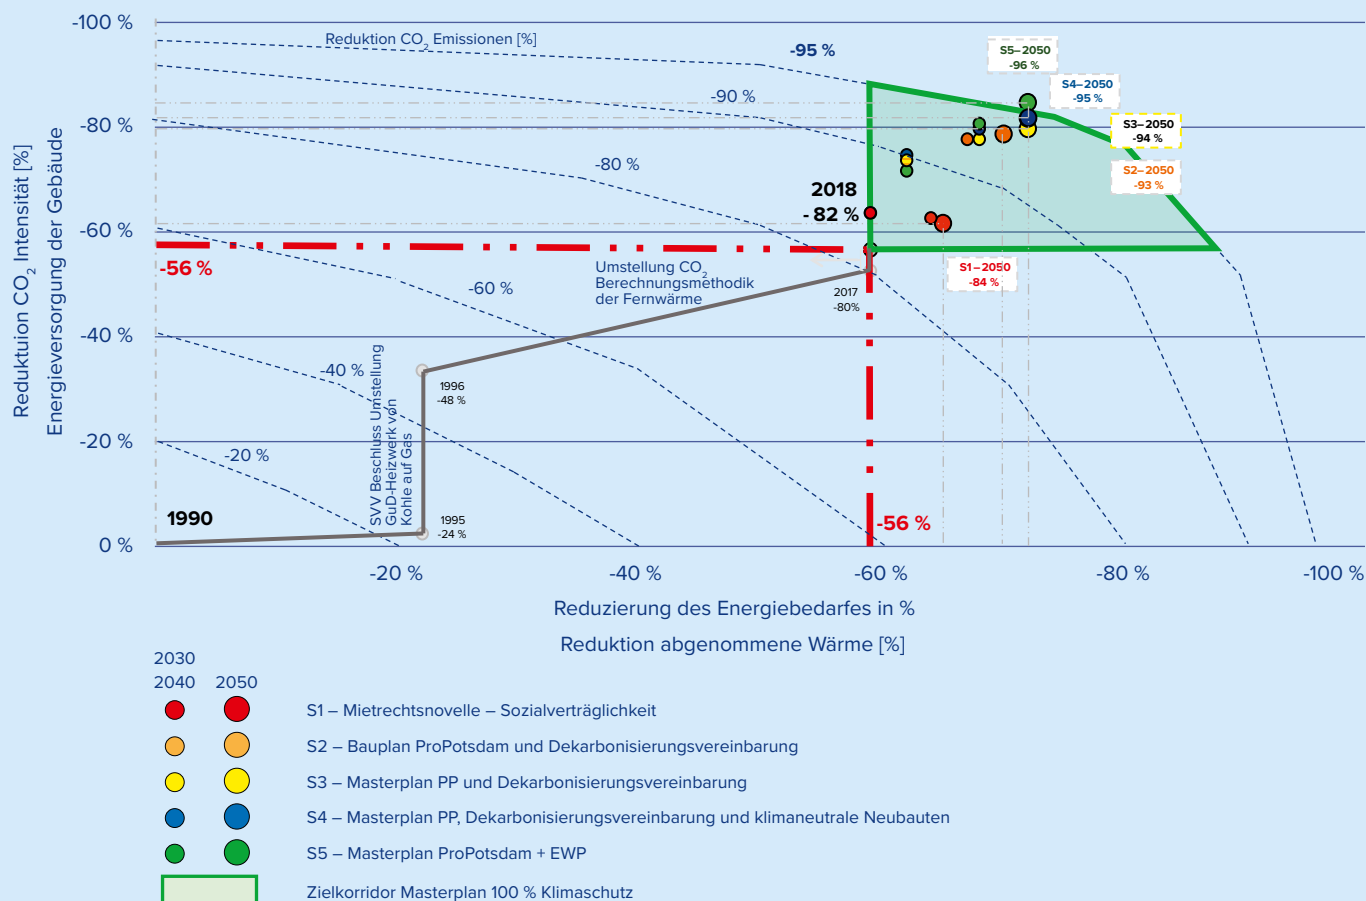 -100 %
-80 %
-60 %
-40 %
-20 %
0 %
Reduktuion CO2 Intensität [%]
Energieversorgung der Gebäude
Reduktion CO2 Emissionen [%]
-95 %
-90 %
-80 %
-60 %
-40 %
-20 %
S5–2050
-96 %
S4–2050
-95 %
S3–2050
-94 %
S2–2050
-93 %
S1–2050
-84 %
2018
- 82 %
-56 %
Umstellung CO2
Berechnungsmethodik
der Fernwärme
2017
-80%
1996
-48 %
SVV Beschluss Umstellung
GuD-Heizwerk von
Kohle auf Gas
1995
-24 %
1990
-56 %
-20 %
-40 %
-60 %
-80 %
-100 %
Reduzierung des Energiebedarfes in %
Reduktion abgenommene Wärme [%]
2030
2040 2050
S1 – Mietrechtsnovelle – Sozialverträglichkeit
S2 – Bauplan ProPotsdam und Dekarbonisierungsvereinbarung
S3 – Masterplan PP und Dekarbonisierungsvereinbarung
S4 – Masterplan PP, Dekarbonisierungsvereinbarung und klimaneutrale Neubauten
S5 – Masterplan ProPotsdam + EWP
Zielkorridor Masterplan 100 % Klimaschutz